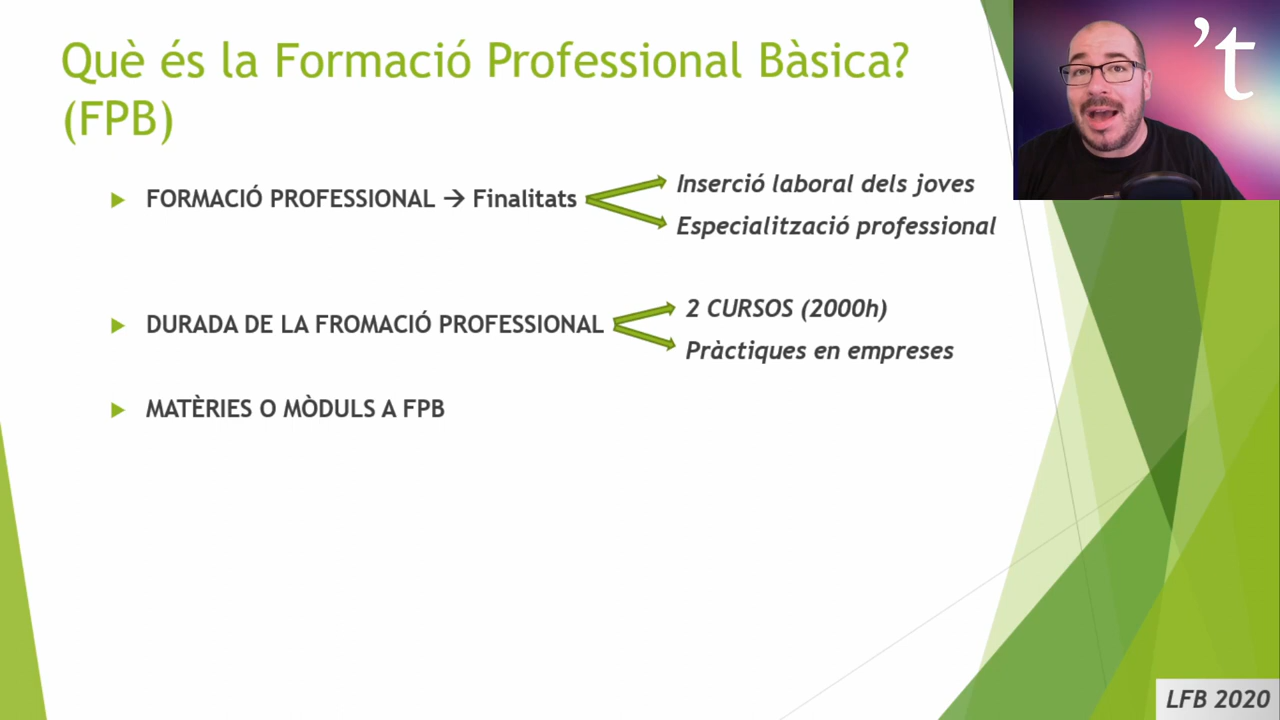 Què és la Formació Professional Bàsica?
(FPB)
't
FORMACIÓ PROFESSIONAL → Finalitats
Inserció laboral dels joves
Especialització professional
DURADA DE LA FROMACIÓ PROFESSIONAL
2 CURSOS (2000h)
Pràctiques en empreses
MATÈRIES O MÒDULS A FPB
LFB 2020